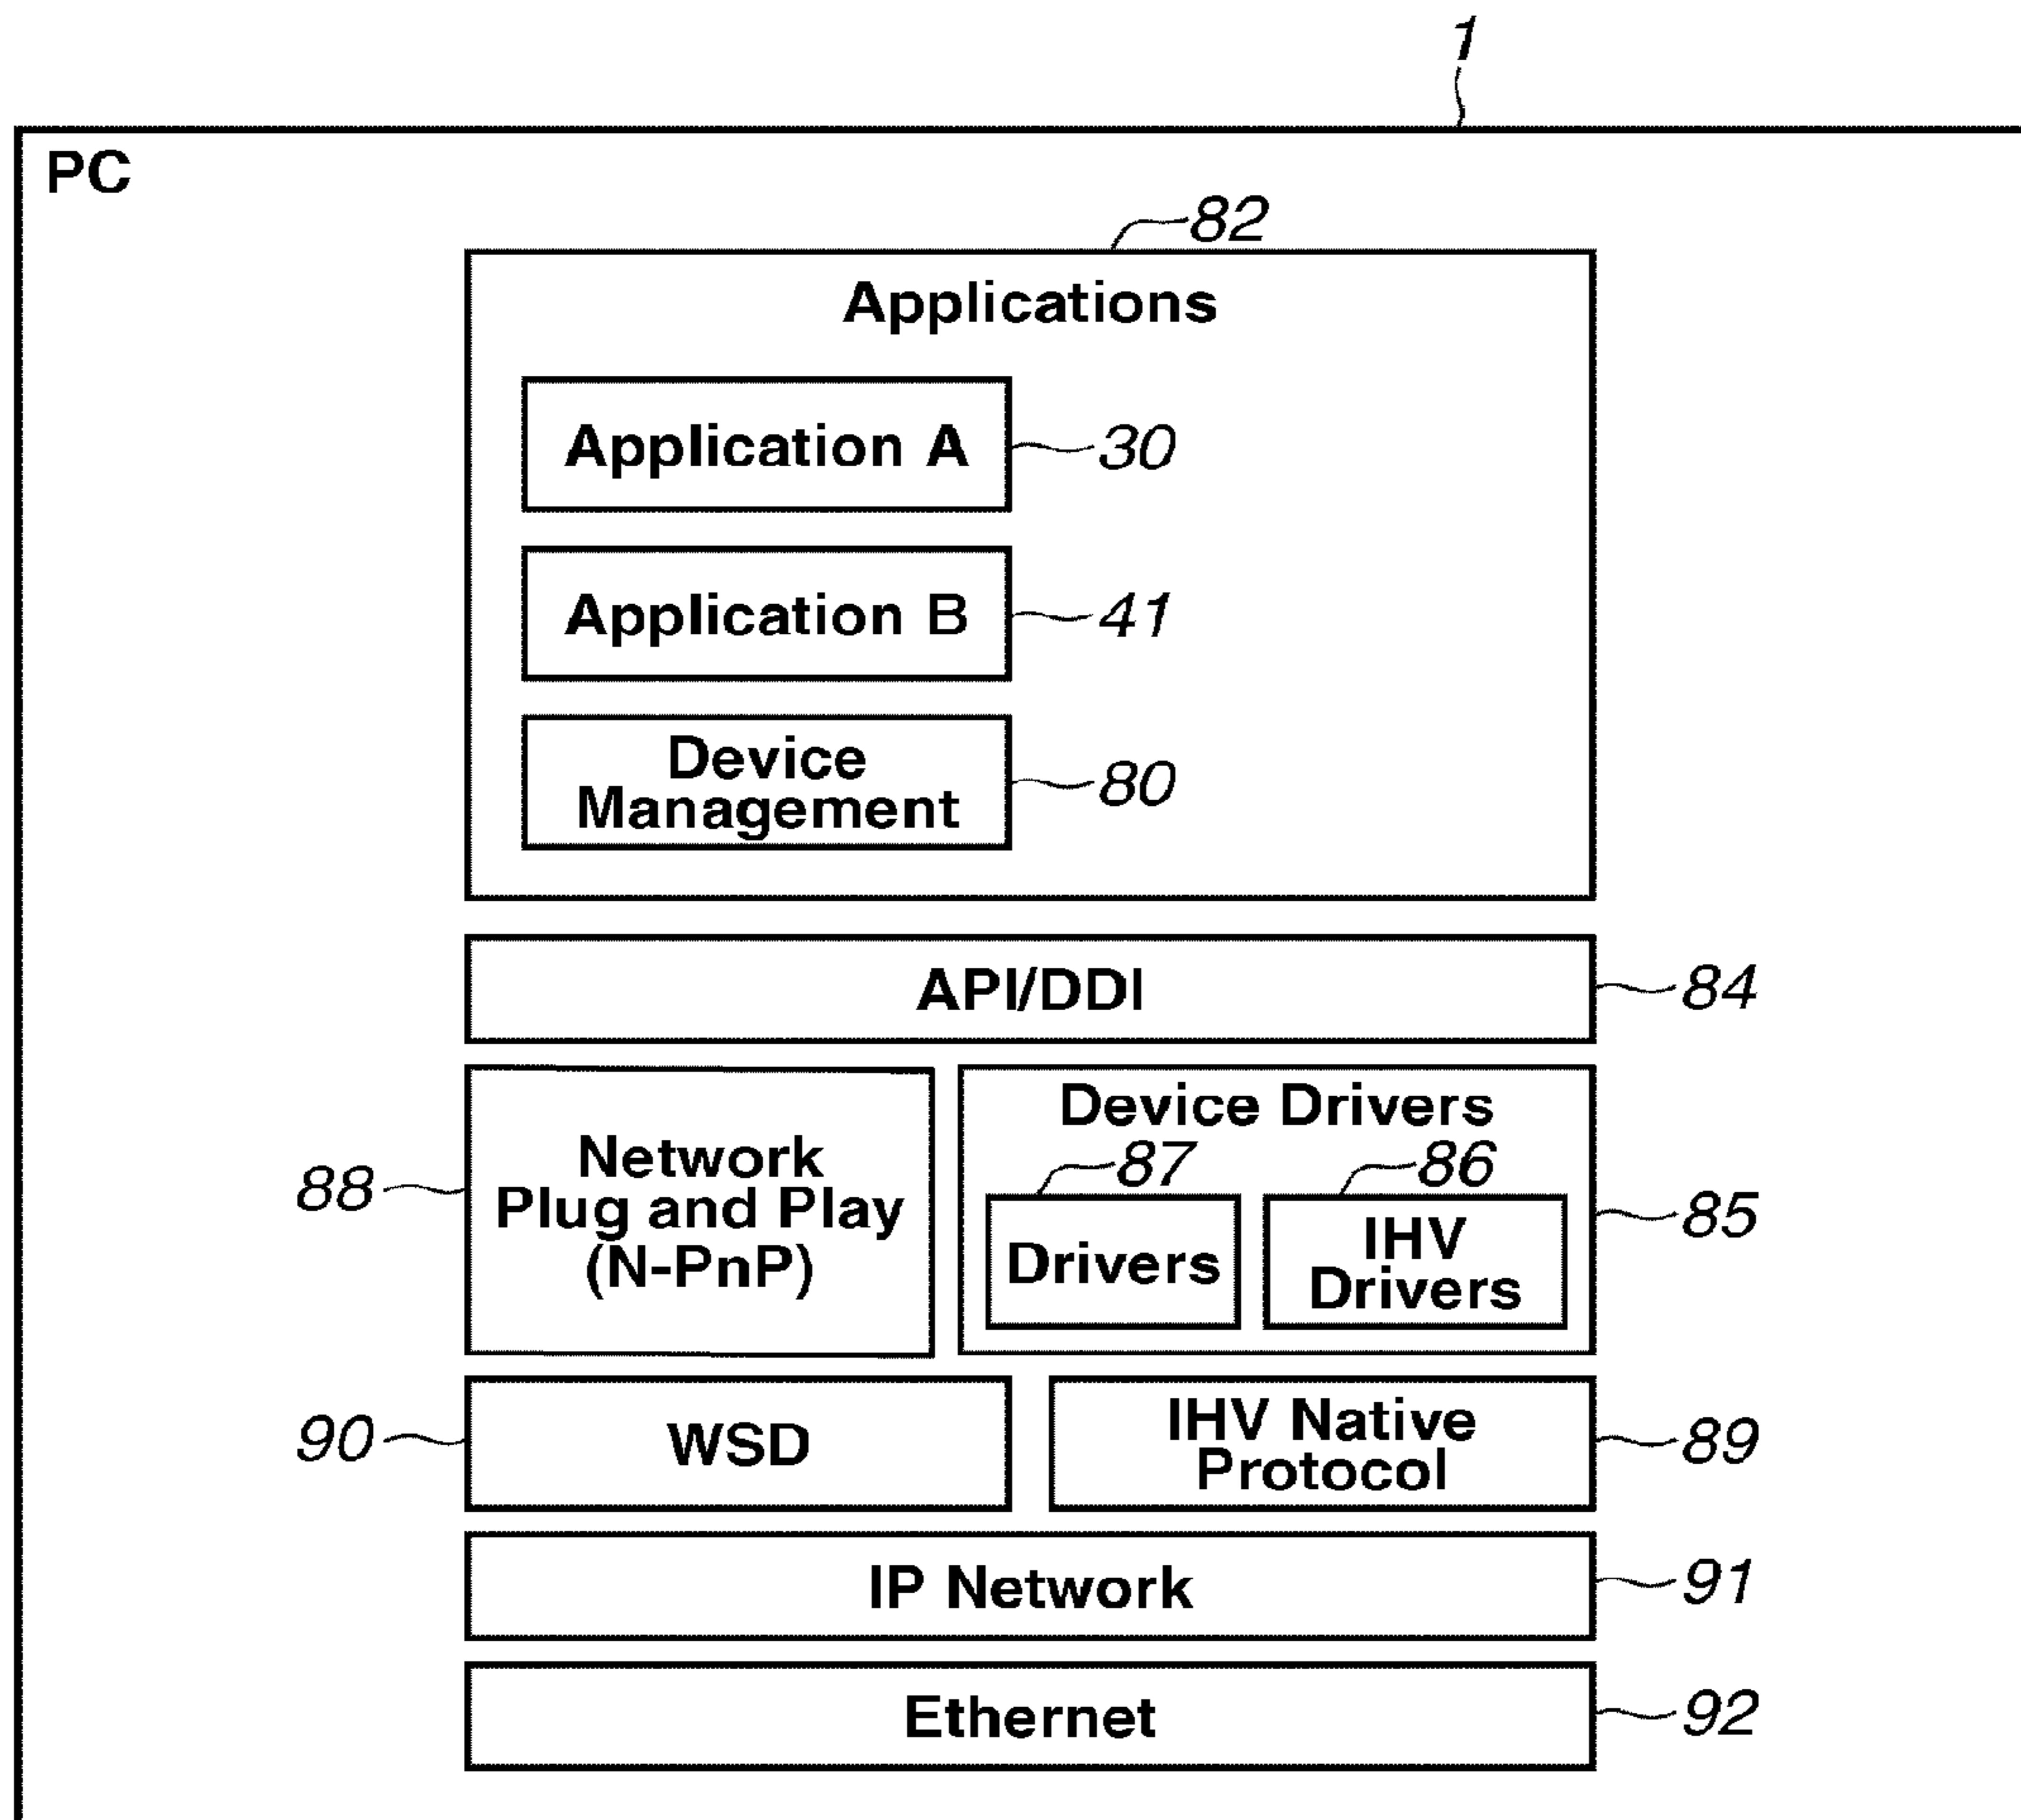 1
PC
82
Applications
Application A
30
Application B
41
Device
Management
80
API/DDI
84
88
Network
Plug and Play
(N-PnP)
Device Drivers
87
86
Drivers
IHV
Drivers
85
90
WSD
IHV Native
Protocol
89
IP Network
91
Ethernet
92